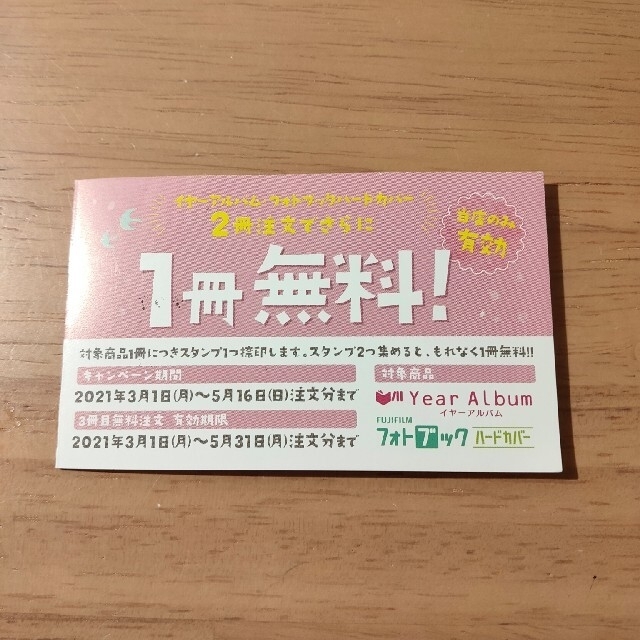 イヤーアルバム/フォトブックハードカバー
2冊注文でさらに
当店のみ
有効
1冊無料!
対象商品1冊につきスタンプ1つ捺印します。スタンプ2つ集めると、もれなく1冊無料!!
キャンペーン期間
2021年3月1日(月)〜5月16日(日)注文分まで
3冊目無料注文 有効期限
2021年3月1日(月)〜5月31日(月)注文分まで
対象商品
Year Album
イヤーアルバム
FUJIFILM
フォトブック ハードカバー